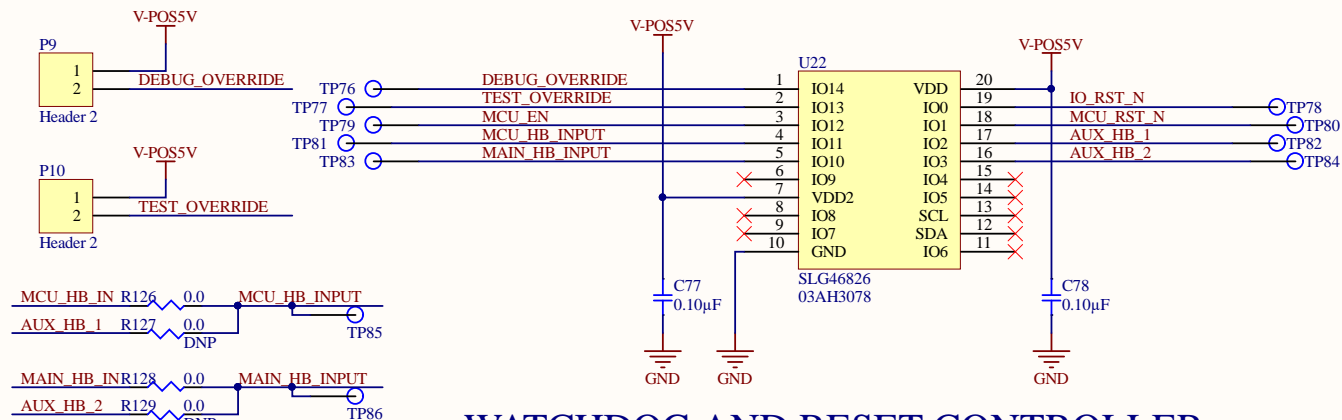 V-POS5V
P9
1
2
DEBUG_OVERRIDE
Header 2
V-POS5V
P10
1
2
TEST_OVERRIDE
Header 2
MCU_HB_IN R126 0.0 MCU_HB_INPUT
AUX_HB_1 R127 0.0
DNP
TP85
MAIN_HB_IN R128 0.0 MAIN_HB_INPUT
AUX_HB_2 R129 0.0
DNP
TP86
V-POS5V
V-POS5V
U22
TP76 DEBUG_OVERRIDE 1 IO14 VDD 20
TP77 TEST_OVERRIDE 2 IO13 IO0 19 IO_RST_N TP78
TP79 MCU_EN 3 IO12 IO1 18 MCU_RST_N TP80
TP81 MCU_HB_INPUT 4 IO11 IO2 17 AUX_HB_1 TP82
TP83 MAIN_HB_INPUT 5 IO10 IO3 16 AUX_HB_2 TP84
6 IO9 IO4 15
7 VDD2 IO5 14
8 IO8 SCL 13
9 IO7 SDA 12
10 GND IO6 11
SLG46826
03AH3078
C77
0.10µF
C78
0.10µF
GND
GND
GND
WATCHDOG AND RESET CONTROLLER